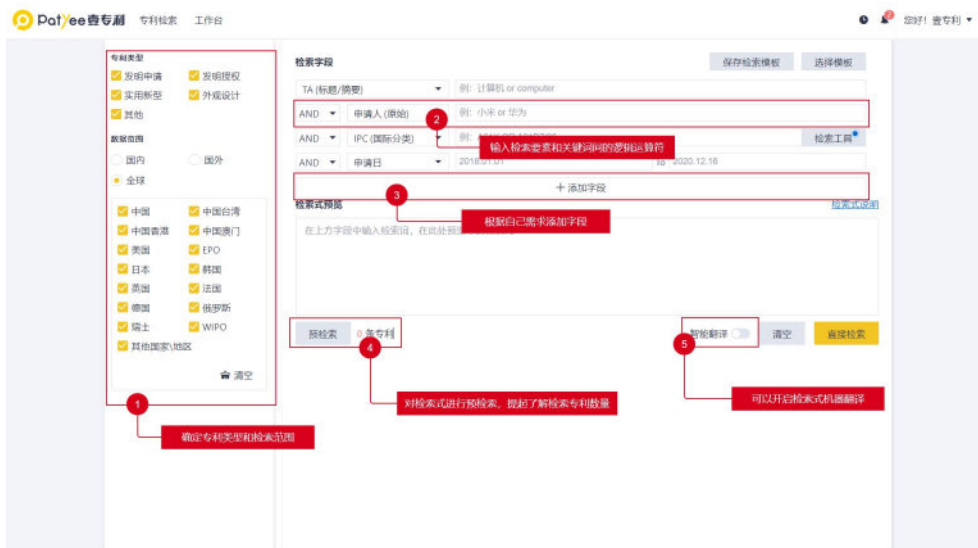 Patyee壹专利 专利检索 工作台 您好！壹专利
专利类型
发明申请 发明授权
实用新型 外观设计
其他
数据范围
国内 国外
全球
中国 中国台湾
中国香港 中国澳门
美国 EPO
日本 韩国
英国 法国
德国 俄罗斯
瑞士 WIPO
其他国家\地区
清空
1
确定专利类型和检索范围
检索字段 保存检索模板 选择模板
TA (标题/摘要) 例：计算机 or computer
AND 申请人 (原始) 例：小米 or 华为
2
AND IPC (国际分类) 例： 检索工具
输入检索要素和关键词间的逻辑运算符
AND 申请日 2018.01.01 至 2020.12.16
+ 添加字段
3
检索式预览 检索式说明
根据自己需求添加字段
在上方字段中输入检索词，在此处预
预检索 0 条专利 智能翻译 清空 直接检索
4
5
对检索式进行预检索，提起了解检索专利数量
可以开启检索式机器翻译